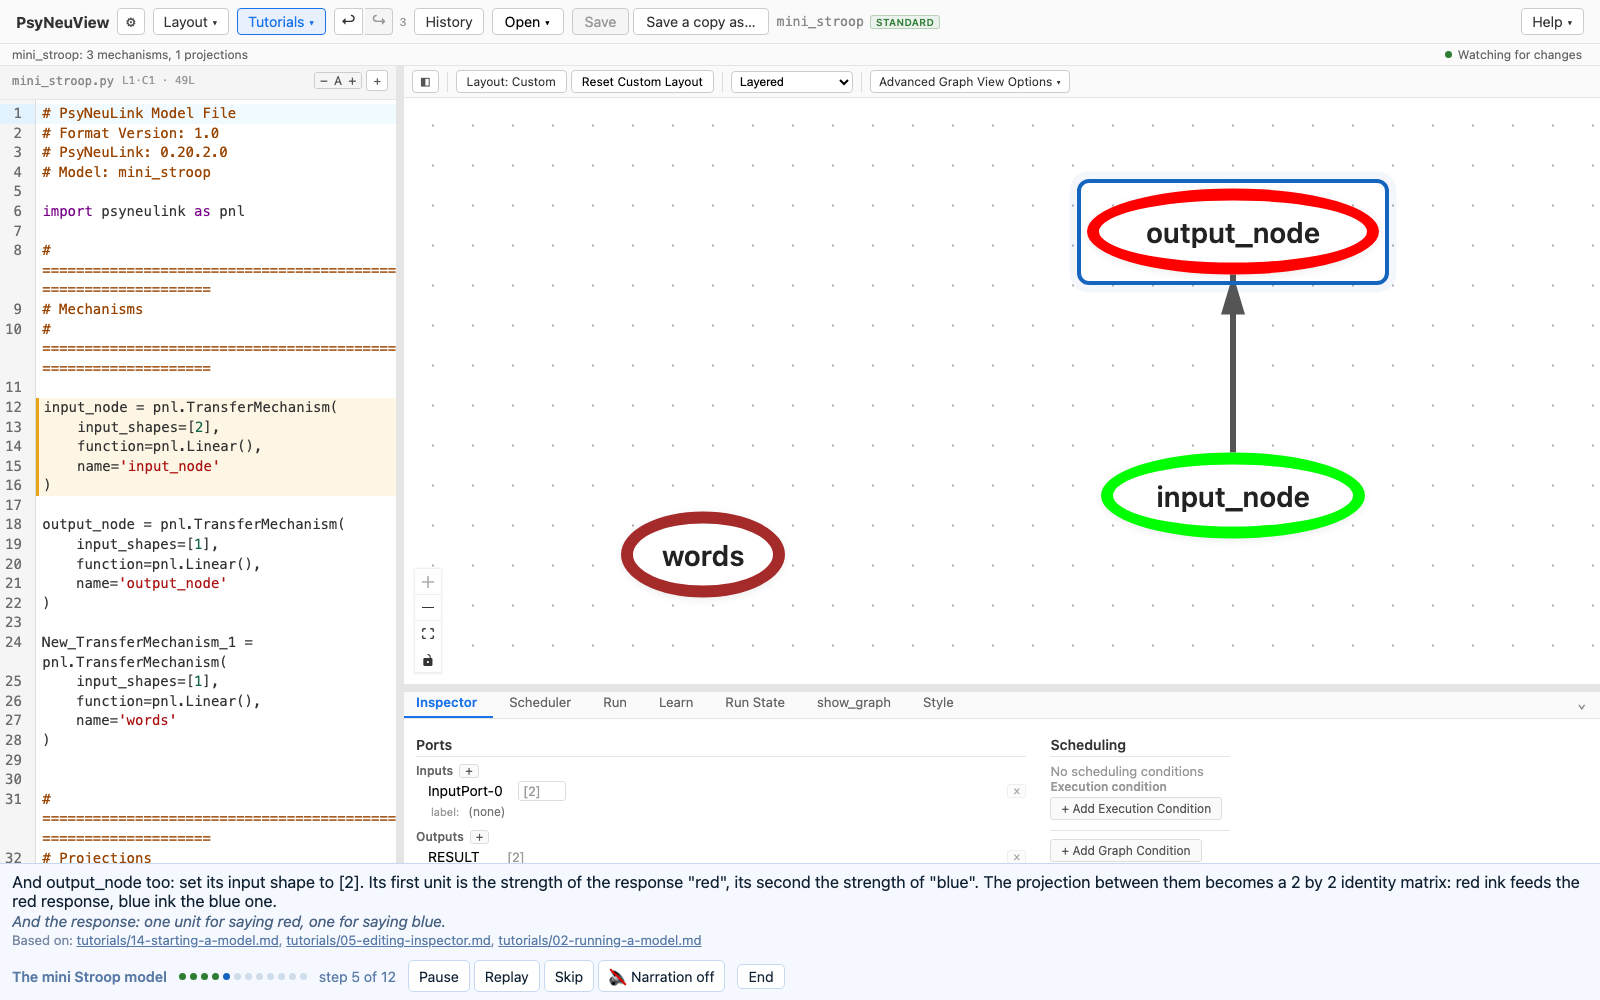 PsyNeuView
Layout ▾
Tutorials ▾
3
History
Open ▾
Save
Save a copy as...
mini_stroop
STANDARD
Help ▾
mini_stroop: 3 mechanisms, 1 projections
Watching for changes
mini_stroop.py L1:C1 · 49L
− A +
+
Layout: Custom
Reset Custom Layout
Layered
Advanced Graph View Options ▾
1 # PsyNeuLink Model File
2 # Format Version: 1.0
3 # PsyNeuLink: 0.20.2.0
4 # Model: mini_stroop
5
6 import psyneulink as pnl
7
8 #
==========================================
====================
9 # Mechanisms
10 #
==========================================
====================
11
12 input_node = pnl.TransferMechanism(
13 input_shapes=[2],
14 function=pnl.Linear(),
15 name='input_node'
16 )
17
18 output_node = pnl.TransferMechanism(
19 input_shapes=[1],
20 function=pnl.Linear(),
21 name='output_node'
22 )
23
24 New_TransferMechanism_1 =
pnl.TransferMechanism(
25 input_shapes=[1],
26 function=pnl.Linear(),
27 name='words'
28 )
29
30
31 #
==========================================
====================
32 # Projections
output_node
input_node
words
Inspector
Scheduler
Run
Learn
Run State
show_graph
Style
Ports
Inputs +
InputPort-0 [2] x
label: (none)
Outputs +
RESULT [2] x
Scheduling
No scheduling conditions
Execution condition
+ Add Execution Condition
+ Add Graph Condition
And output_node too: set its input shape to [2]. Its first unit is the strength of the response "red", its second the strength of "blue". The projection between them becomes a 2 by 2 identity matrix: red ink feeds the
red response, blue ink the blue one.
And the response: one unit for saying red, one for saying blue.
Based on: tutorials/14-starting-a-model.md, tutorials/05-editing-inspector.md, tutorials/02-running-a-model.md
The mini Stroop model
step 5 of 12
Pause
Replay
Skip
Narration off
End